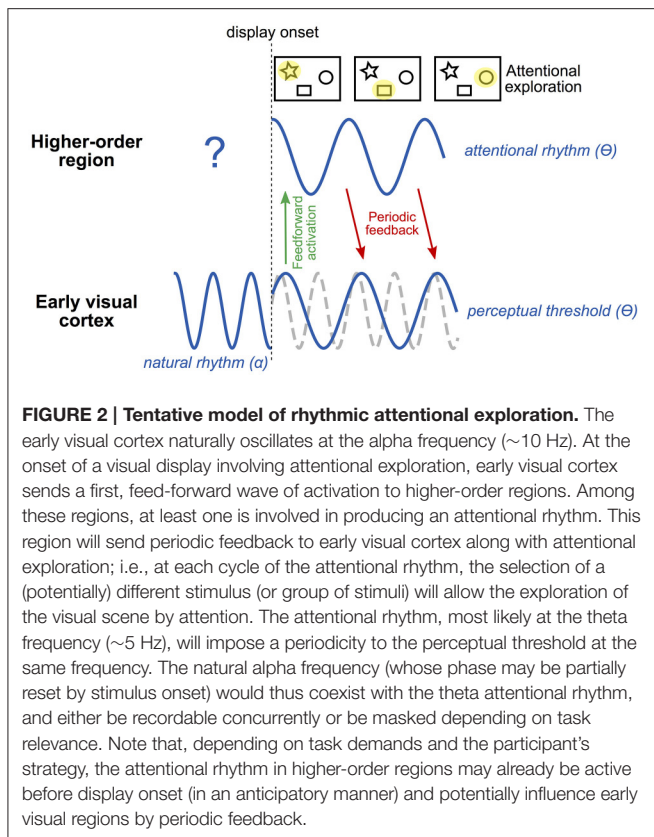 display onset
Attentional
exploration
Higher-order
region
?
attentional rhythm (Ө)
Feedforward
activation
Periodic
feedback
Early visual
cortex
perceptual threshold (Ө)
natural rhythm (α)
FIGURE 2 | Tentative model of rhythmic attentional exploration. The
early visual cortex naturally oscillates at the alpha frequency (~10 Hz). At the
onset of a visual display involving attentional exploration, early visual cortex
sends a first, feed-forward wave of activation to higher-order regions. Among
these regions, at least one is involved in producing an attentional rhythm. This
region will send periodic feedback to early visual cortex along with attentional
exploration; i.e., at each cycle of the attentional rhythm, the selection of a
(potentially) different stimulus (or group of stimuli) will allow the exploration of
the visual scene by attention. The attentional rhythm, most likely at the theta
frequency (~5 Hz), will impose a periodicity to the perceptual threshold at the
same frequency. The natural alpha frequency (whose phase may be partially
reset by stimulus onset) would thus coexist with the theta attentional rhythm,
and either be recordable concurrently or be masked depending on task
relevance. Note that, depending on task demands and the participant's
strategy, the attentional rhythm in higher-order regions may already be active
before display onset (in an anticipatory manner) and potentially influence early
visual regions by periodic feedback.